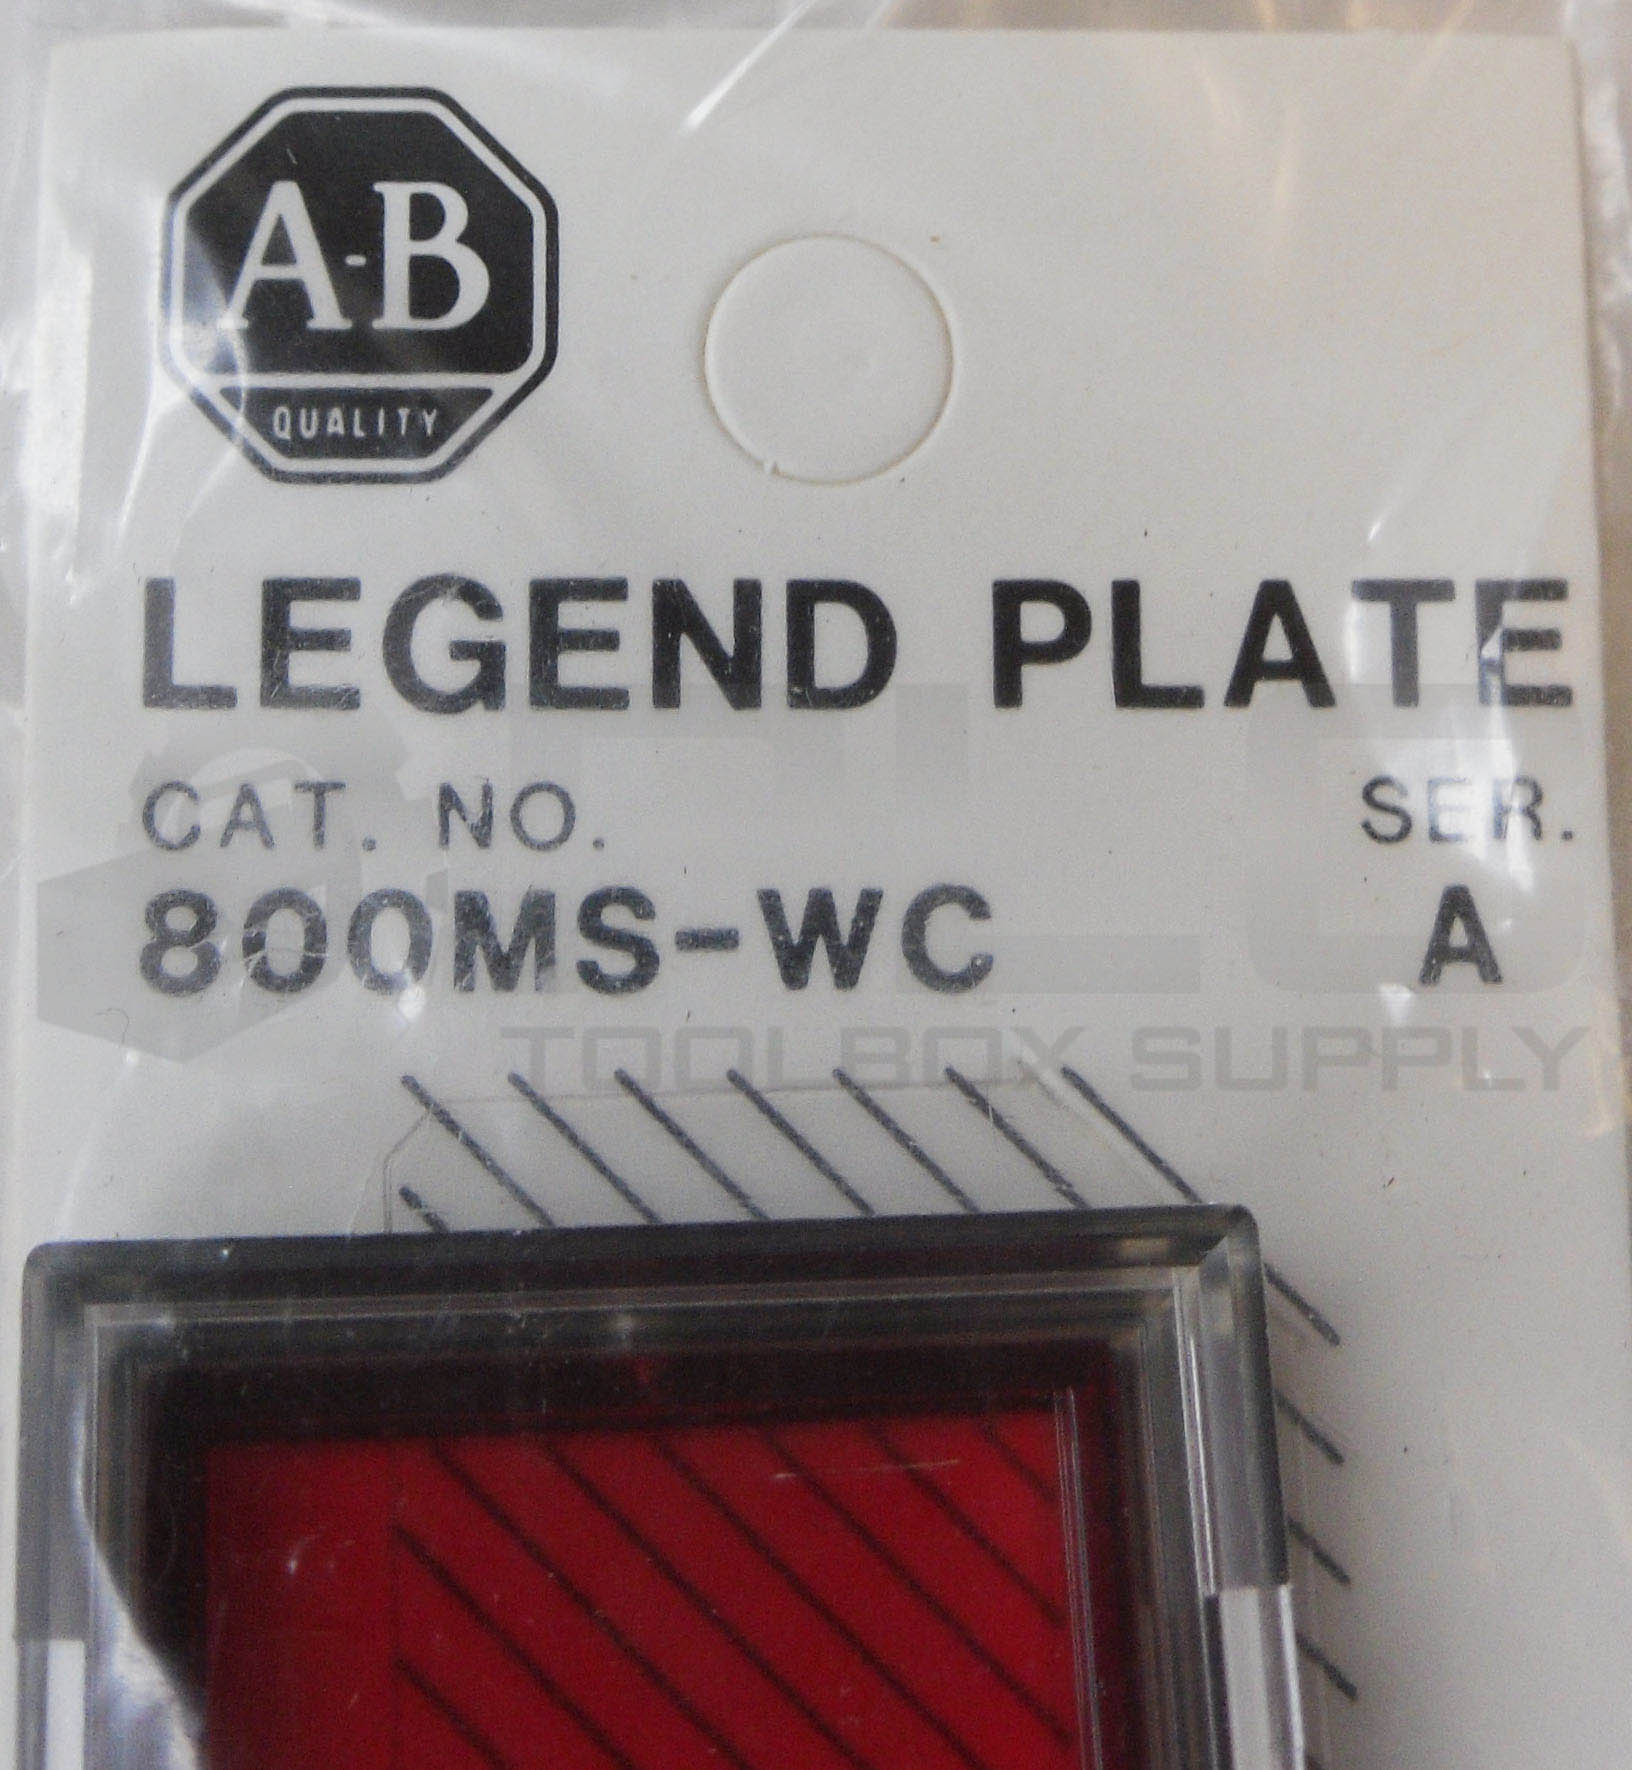 A-B
QUALITY
LEGEND PLATE
CAT. NO. SER.
800MS-WC A
TOOLBOX SUPPLY